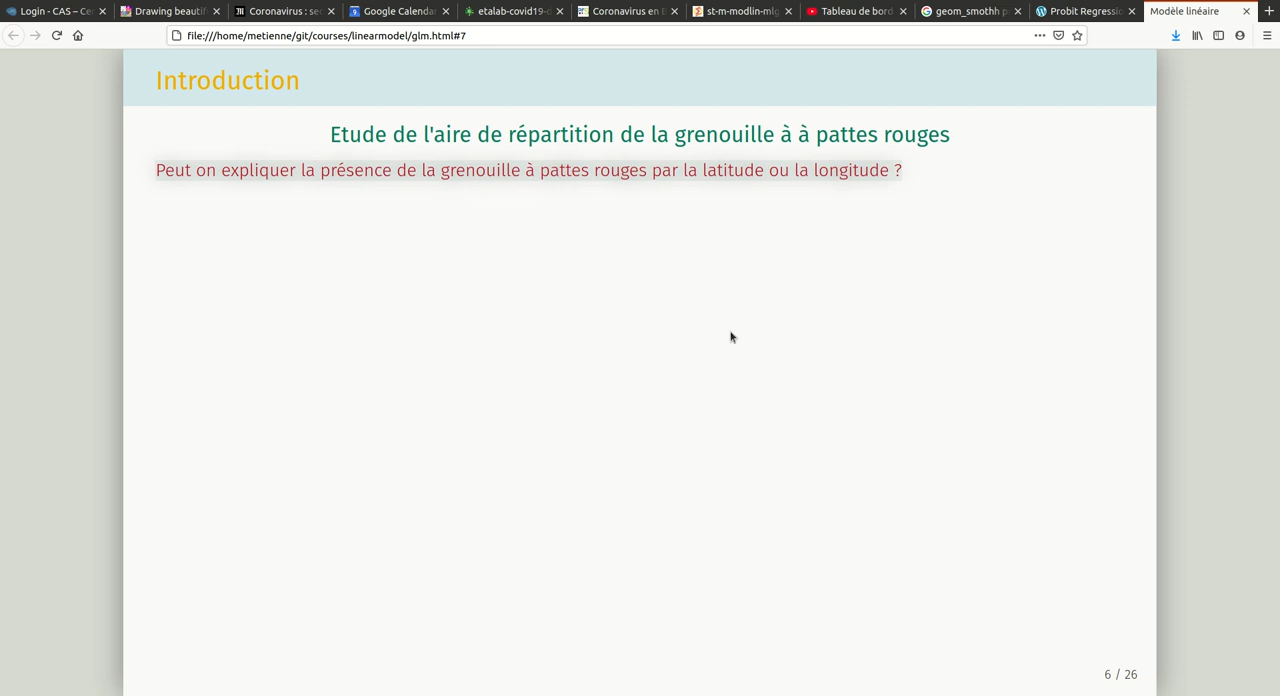 Login - CAS – Ce
Drawing beautif
Coronavirus : sec
Google Calendar
etalab-covid19-d
Coronavirus en E
st-m-modlin-mlg
Tableau de bord
geom_smothh p
Probit Regressio
Modèle linéaire
file:///home/metienne/git/courses/linearmodel/glm.html#7
Introduction
Etude de l'aire de répartition de la grenouille à à pattes rouges
Peut on expliquer la présence de la grenouille à pattes rouges par la latitude ou la longitude ?
6 / 26